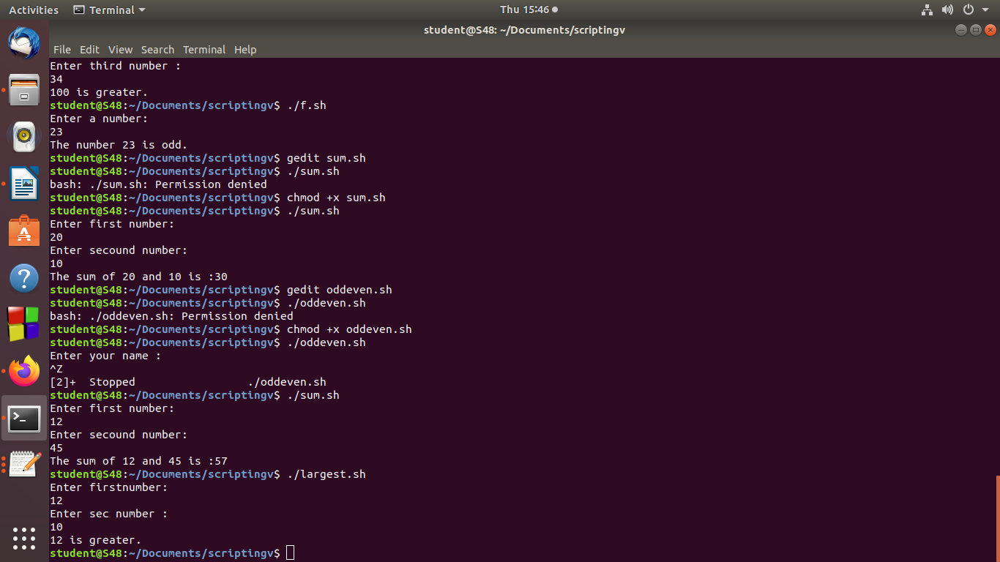 Activities Terminal Thu 15:46
student@S48: ~/Documents/scriptingv
File Edit View Search Terminal Help
Enter third number :
34
100 is greater.
student@S48:~/Documents/scriptingv$ ./f.sh
Enter a number:
23
The number 23 is odd.
student@S48:~/Documents/scriptingv$ gedit sum.sh
student@S48:~/Documents/scriptingv$ ./sum.sh
bash: ./sum.sh: Permission denied
student@S48:~/Documents/scriptingv$ chmod +x sum.sh
student@S48:~/Documents/scriptingv$ ./sum.sh
Enter first number:
20
Enter secound number:
10
The sum of 20 and 10 is :30
student@S48:~/Documents/scriptingv$ gedit oddeven.sh
student@S48:~/Documents/scriptingv$ ./oddeven.sh
bash: ./oddeven.sh: Permission denied
student@S48:~/Documents/scriptingv$ chmod +x oddeven.sh
student@S48:~/Documents/scriptingv$ ./oddeven.sh
Enter your name :
^Z
[2]+  Stopped                 ./oddeven.sh
student@S48:~/Documents/scriptingv$ ./sum.sh
Enter first number:
12
Enter secound number:
45
The sum of 12 and 45 is :57
student@S48:~/Documents/scriptingv$ ./largest.sh
Enter firstnumber:
12
Enter sec number :
10
12 is greater.
student@S48:~/Documents/scriptingv$